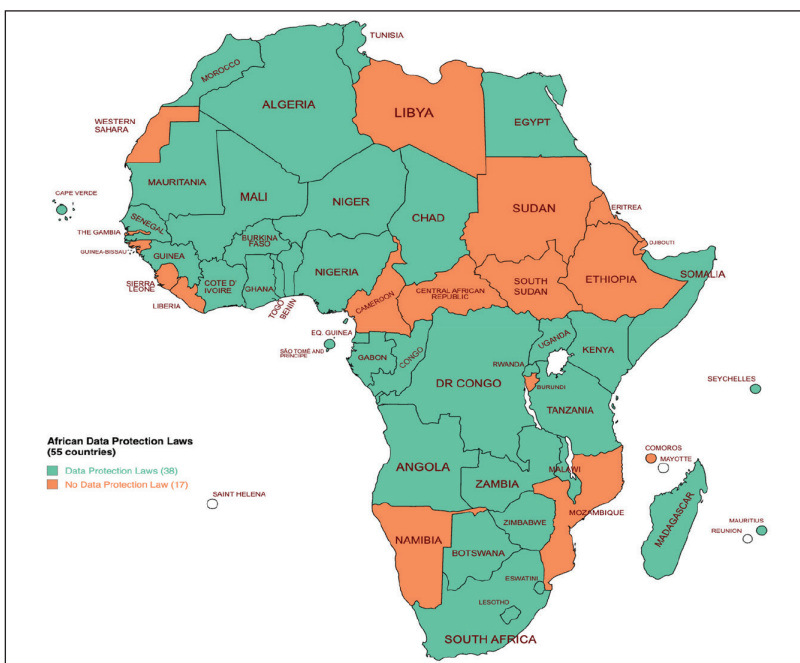 TUNISIA
MOROCCO
ALGERIA
LIBYA
EGYPT
WESTERN
SAHARA
MAURITANIA
MALI
NIGER
CHAD
SUDAN
ERITREA
CAPE VERDE
SENEGAL
THE GAMBIA
GUINEA-BISSAU
GUINEA
BURKINA
FASO
DJIBOUTI
NIGERIA
SIERRA
LEONE
COTE D'
IVOIRE
GHANA
LIBERIA
TOGO
BENIN
CAMEROON
CENTRAL AFRICAN
REPUBLIC
SOUTH
SUDAN
ETHIOPIA
SOMALIA
EQ. GUINEA
SÃO TOMÉ AND
PRINCIPE
GABON
CONGO
UGANDA
KENYA
RWANDA
BURUNDI
DR CONGO
TANZANIA
SEYCHELLES
African Data Protection Laws
(55 countries)
Data Protection Laws (38)
No Data Protection Law (17)
ANGOLA
ZAMBIA
MALAWI
COMOROS
MAYOTTE
SAINT HELENA
MOZAMBIQUE
ZIMBABWE
MADAGASCAR
MAURITIUS
REUNION
NAMIBIA
BOTSWANA
ESWATINI
LESOTHO
SOUTH AFRICA